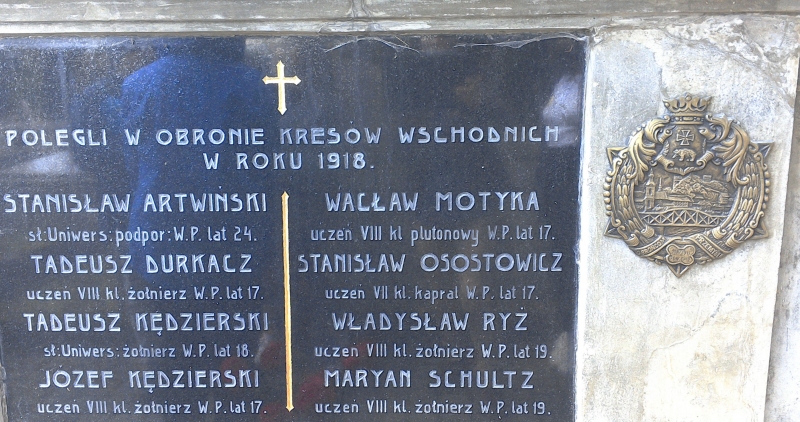 POLEGLI W OBRONIE KRESÓW WSCHODNICH
W ROKU 1918.
STANISŁAW ARTWIŃSKI
sł: Uniwers: podpor: W.P. lat 24.
TADEUSZ DURKACZ
uczeń VIII kl. żołnierz W.P. lat 17.
TADEUSZ KĘDZIERSKI
sł: Uniwers: żołnierz W.P. lat 18.
JÓZEF KĘDZIERSKI
uczeń VIII kl. żołnierz W.P. lat 17.
WACŁAW MOTYKA
uczeń VIII kl plutonowy W.P. lat 17.
STANISŁAW OSOSTOWICZ
uczeń VII kl. kapral W.P. lat 17.
WŁADYSŁAW RYŻ
uczeń VIII kl. żołnierz W.P. lat 19.
MARYAN SCHULTZ
uczeń VIII kl. żołnierz W.P. lat 19.